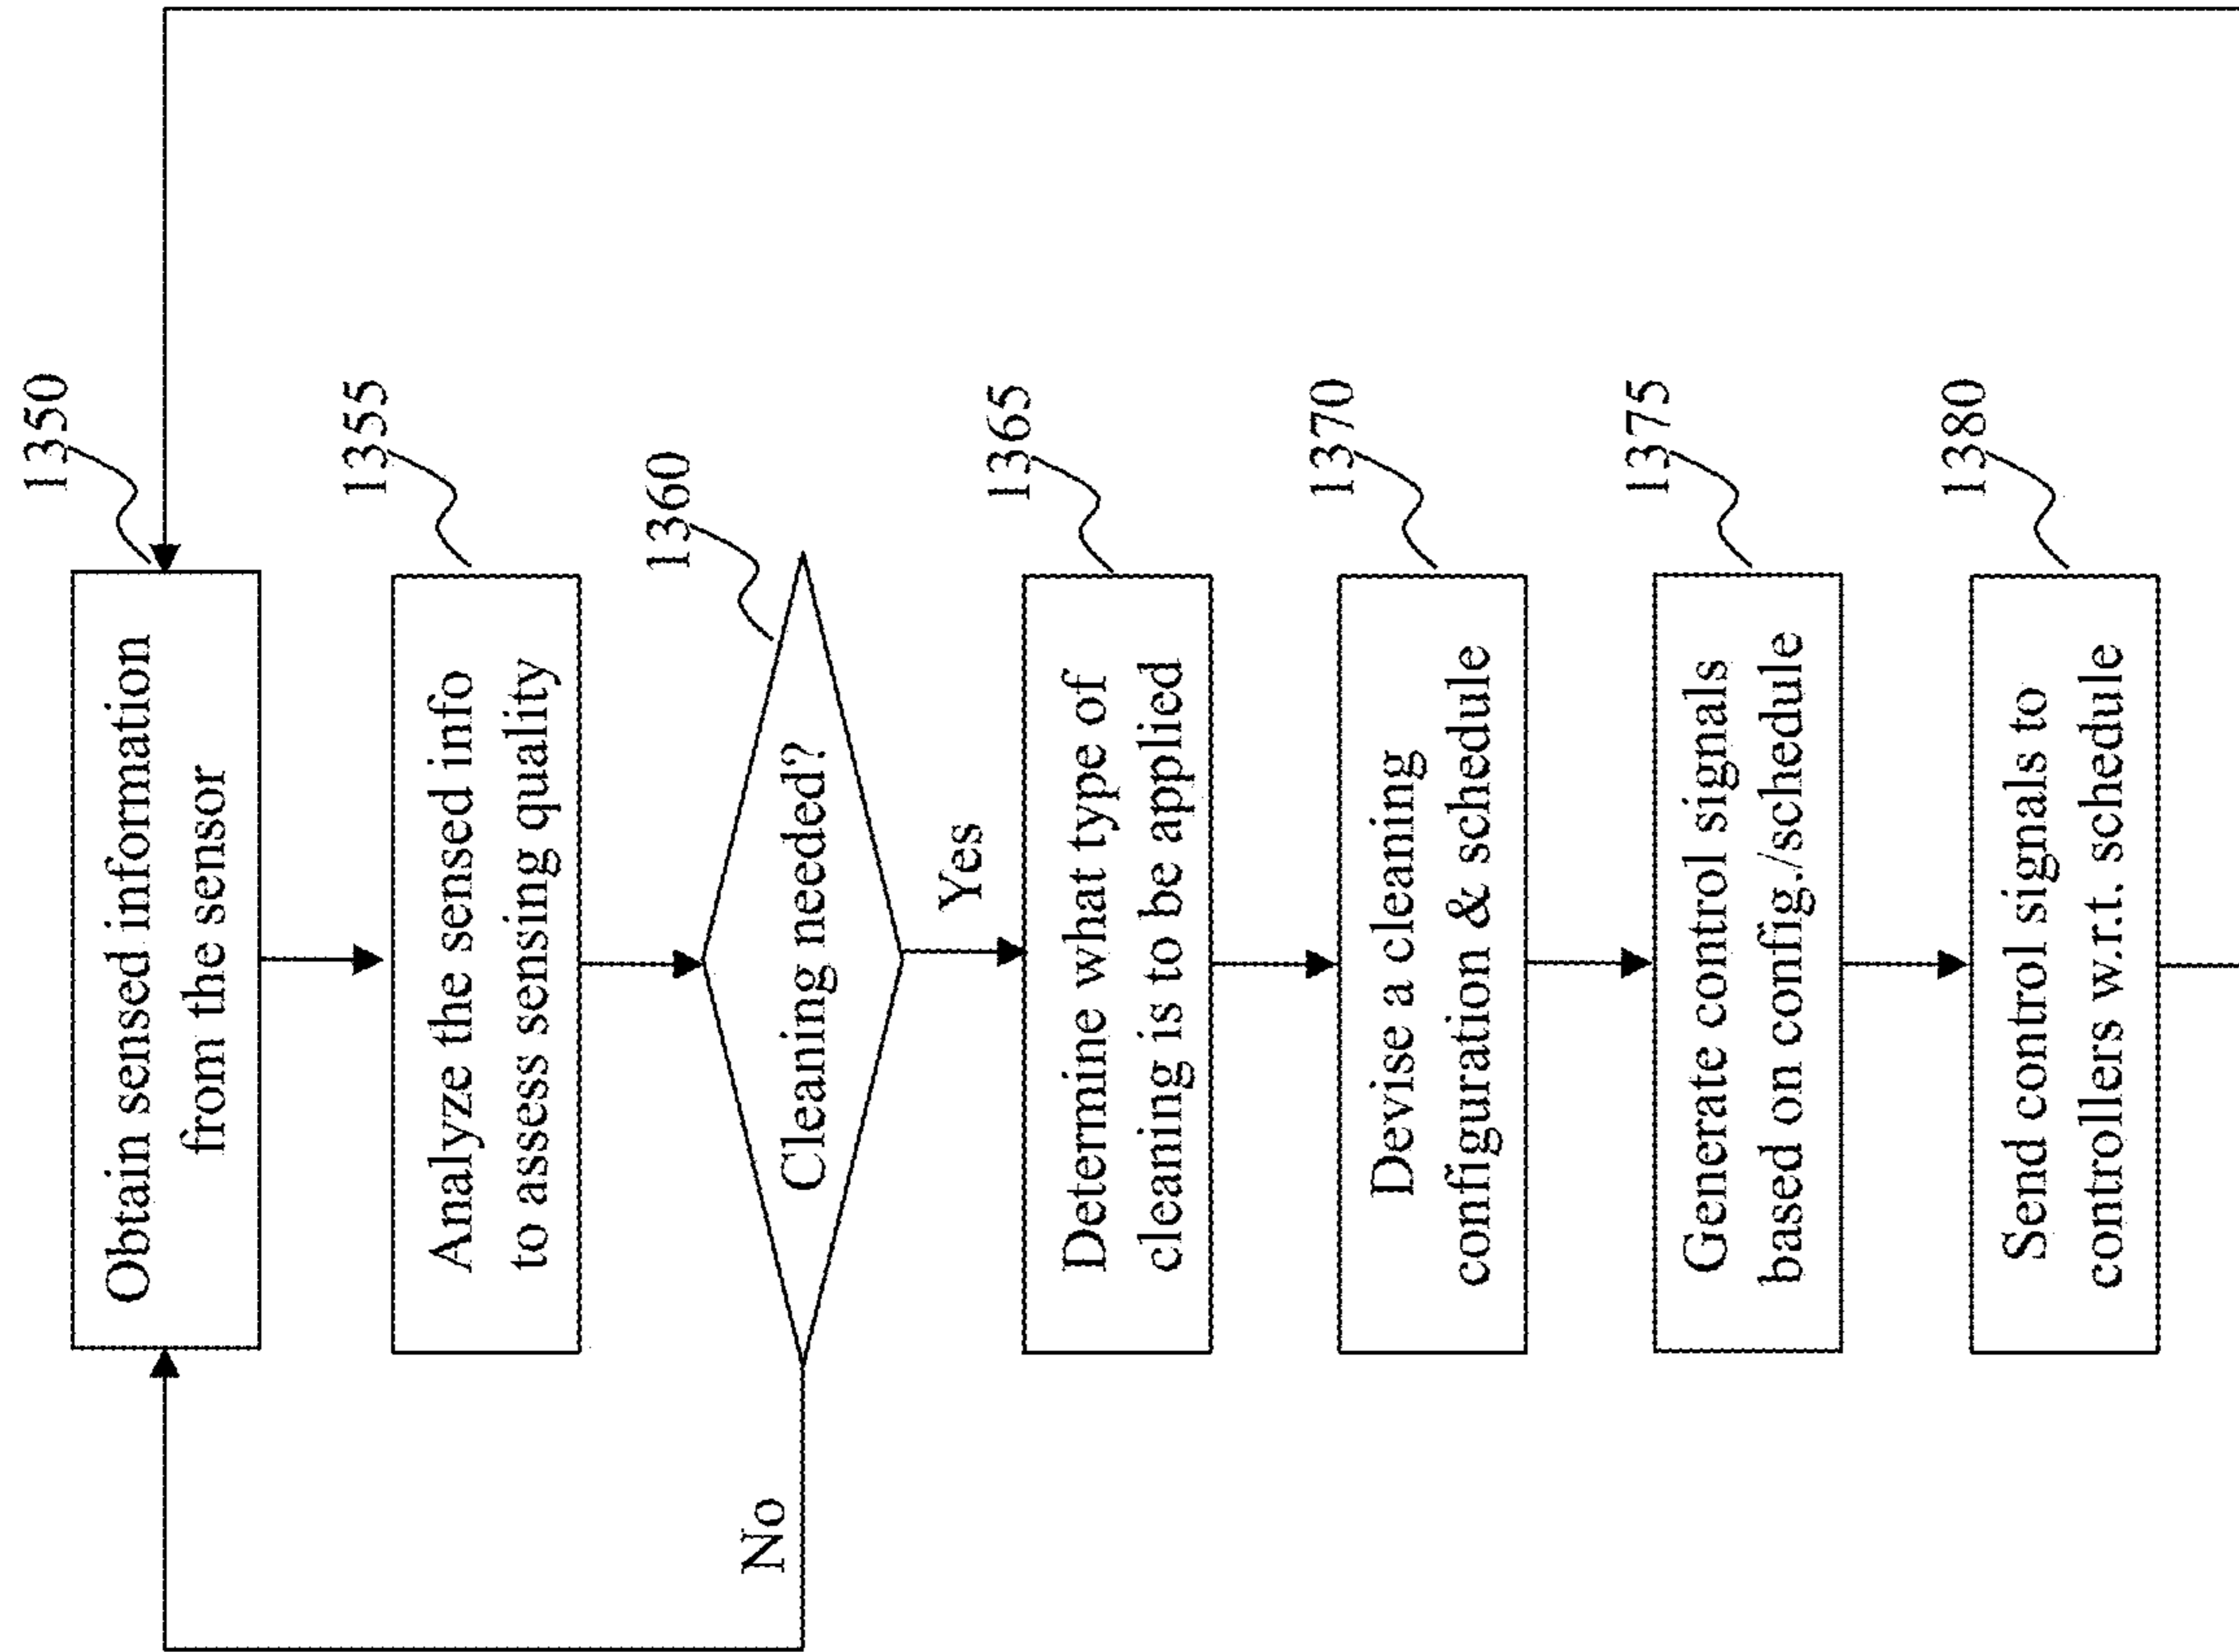 1350
Obtain sensed information
from the sensor
1355
Analyze the sensed info
to assess sensing quality
1360
Cleaning needed?
No
Yes
1365
Determine what type of
cleaning is to be applied
1370
Devise a cleaning
configuration & schedule
1375
Generate control signals
based on config./schedule
1380
Send control signals to
controllers w.r.t. schedule